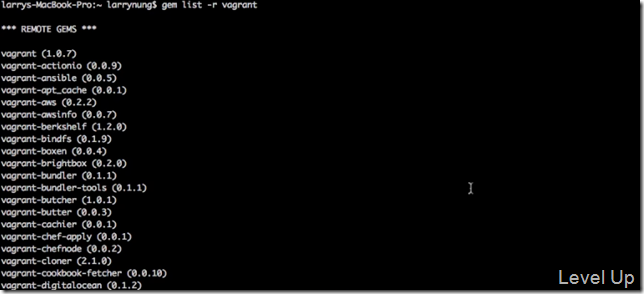 larrys-MacBook-Pro:~ larrynung$ gem list -r vagrant
*** REMOTE GEMS ***
vagrant (1.0.7)
vagrant-actionio (0.0.9)
vagrant-ansible (0.0.5)
vagrant-apt_cache (0.0.1)
vagrant-aws (0.2.2)
vagrant-awsinfo (0.0.7)
vagrant-berkshelf (1.2.0)
vagrant-bindfs (0.1.9)
vagrant-boxen (0.0.4)
vagrant-brightbox (0.2.0)
vagrant-bundler (0.1.1)
vagrant-bundler-tools (0.1.1)
vagrant-butcher (1.0.1)
vagrant-butter (0.0.3)
vagrant-cachier (0.0.1)
vagrant-chef-apply (0.0.1)
vagrant-chefnode (0.0.2)
vagrant-cloner (2.1.0)
vagrant-cookbook-fetcher (0.0.10)
vagrant-digitalocean (0.1.2)
Level Up